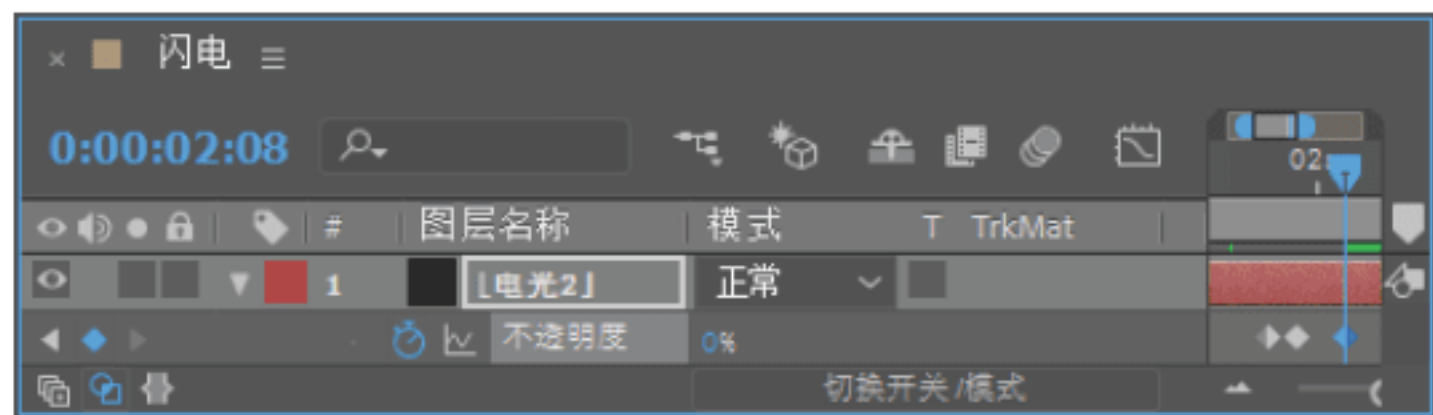 × 闪电
0:00:02:08
02:
# 图层名称 模式 T TrkMat
1 [电光2] 正常
不透明度 0%
切换开关/模式